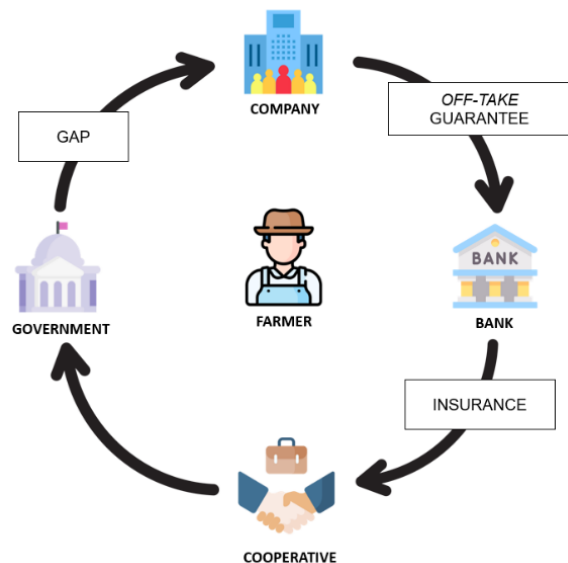 COMPANY
OFF-TAKE
GUARANTEE
GAP
BANK
GOVERNMENT
FARMER
BANK
INSURANCE
COOPERATIVE